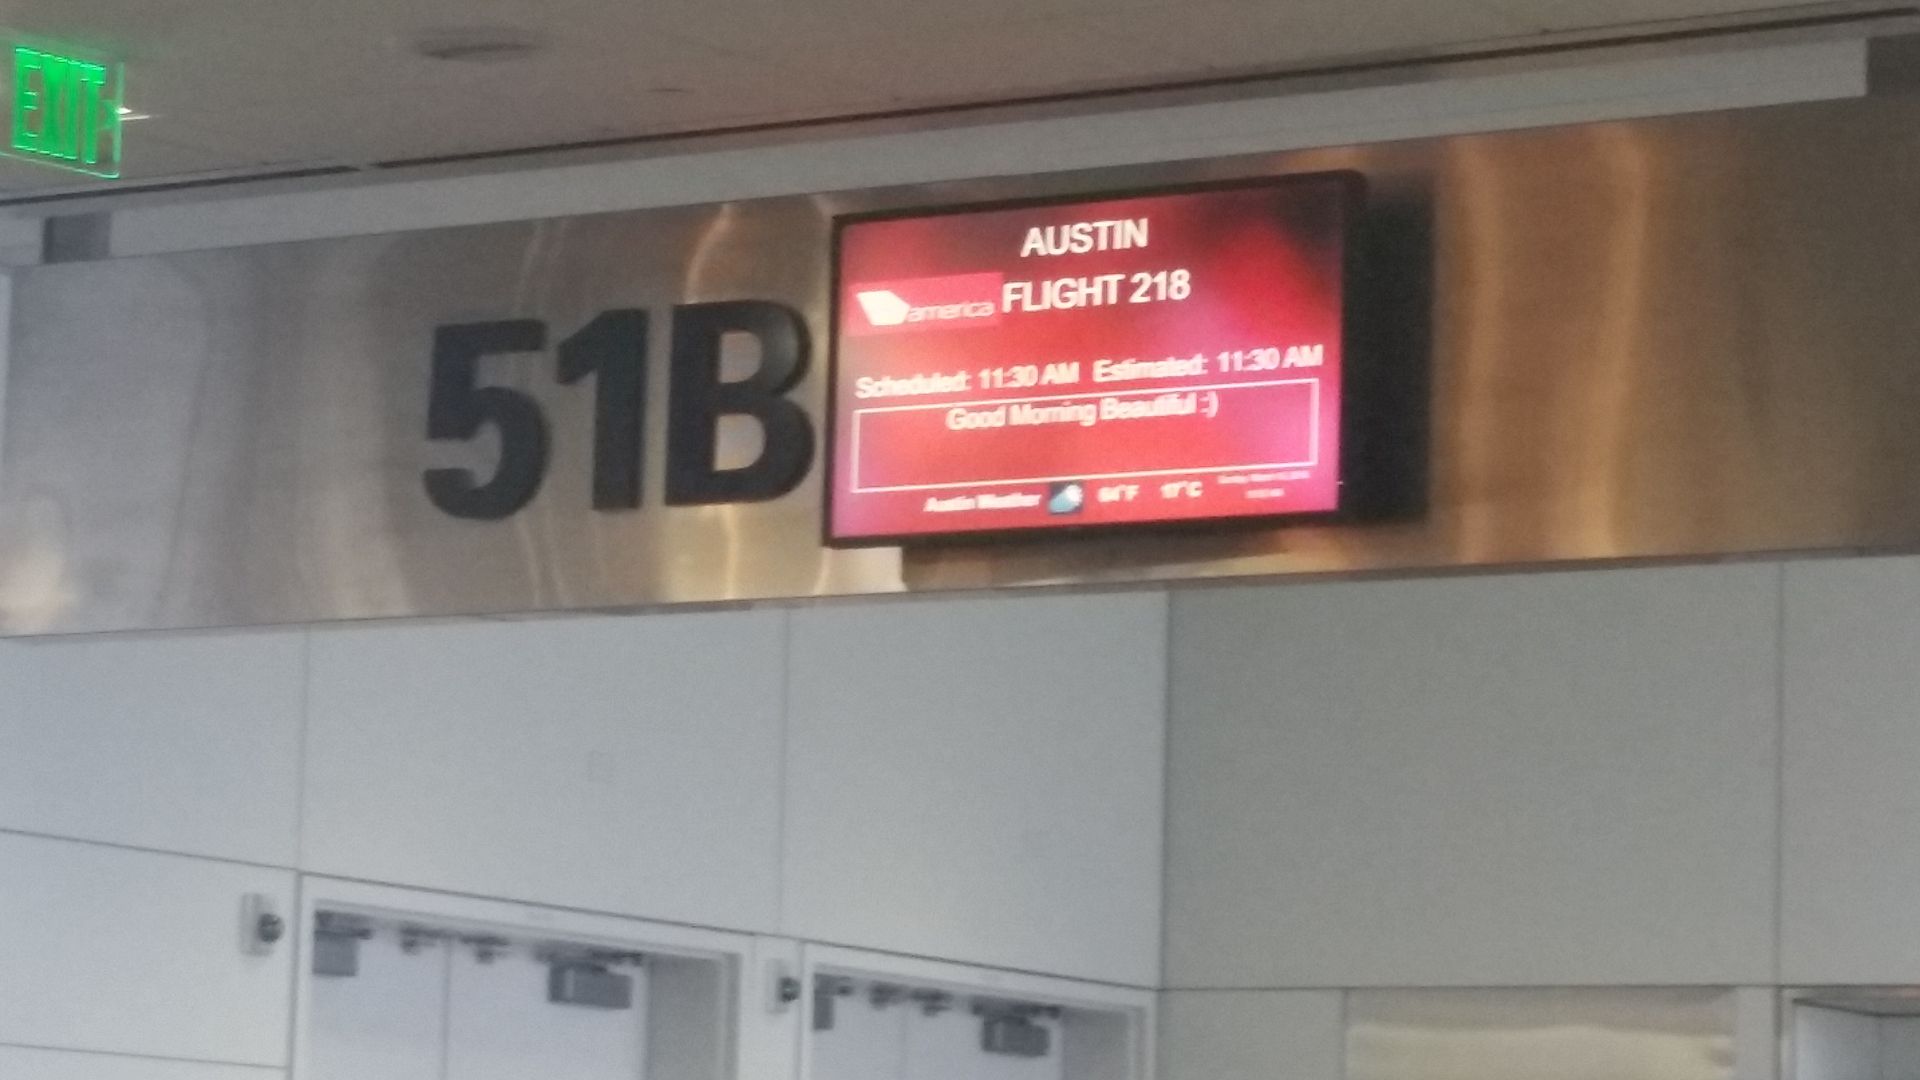 EXIT
51B
AUSTIN
america FLIGHT 218
Scheduled: 11:30 AM Estimated: 11:30 AM
Good Morning Beautiful :)
Austin Weather 64°F 17°C